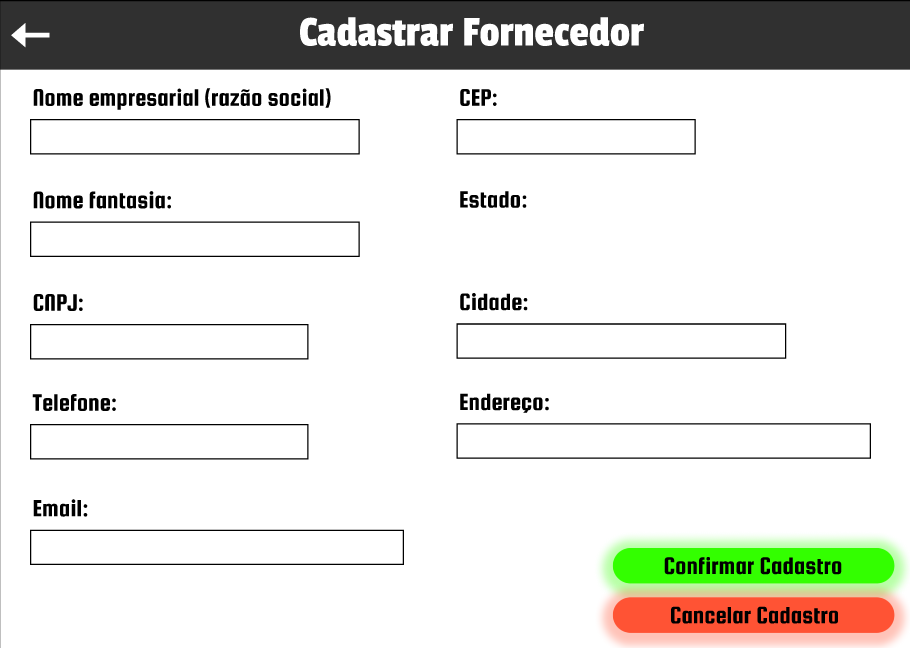 Cadastrar Fornecedor
Nome empresarial (razão social)
CEP:
Nome fantasia:
Estado:
CNPJ:
Cidade:
Telefone:
Endereço:
Email:
Confirmar Cadastro
Cancelar Cadastro